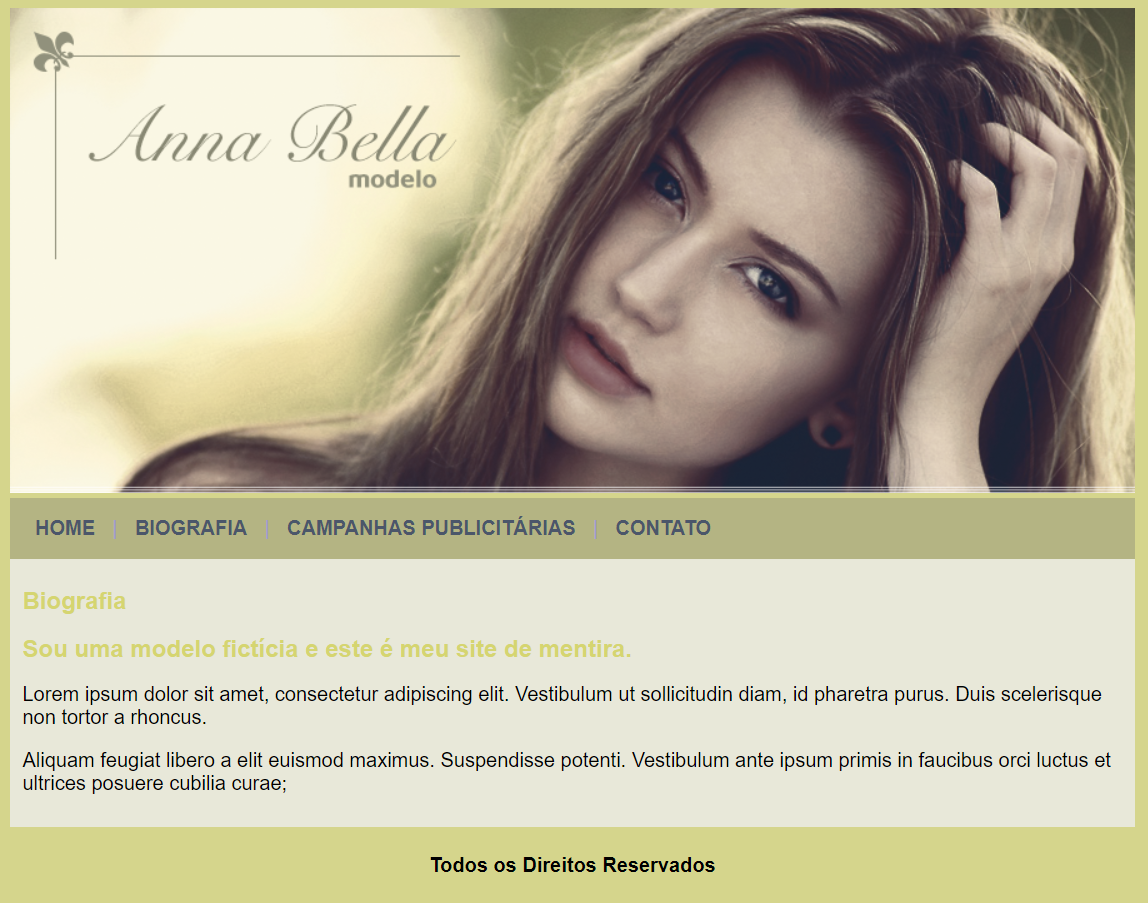 Anna Bella
modelo
HOME | BIOGRAFIA | CAMPANHAS PUBLICITÁRIAS | CONTATO
Biografia
Sou uma modelo fictícia e este é meu site de mentira.
Lorem ipsum dolor sit amet, consectetur adipiscing elit. Vestibulum ut sollicitudin diam, id pharetra purus. Duis scelerisque
non tortor a rhoncus.
Aliquam feugiat libero a elit euismod maximus. Suspendisse potenti. Vestibulum ante ipsum primis in faucibus orci luctus et
ultrices posuere cubilia curae;
Todos os Direitos Reservados